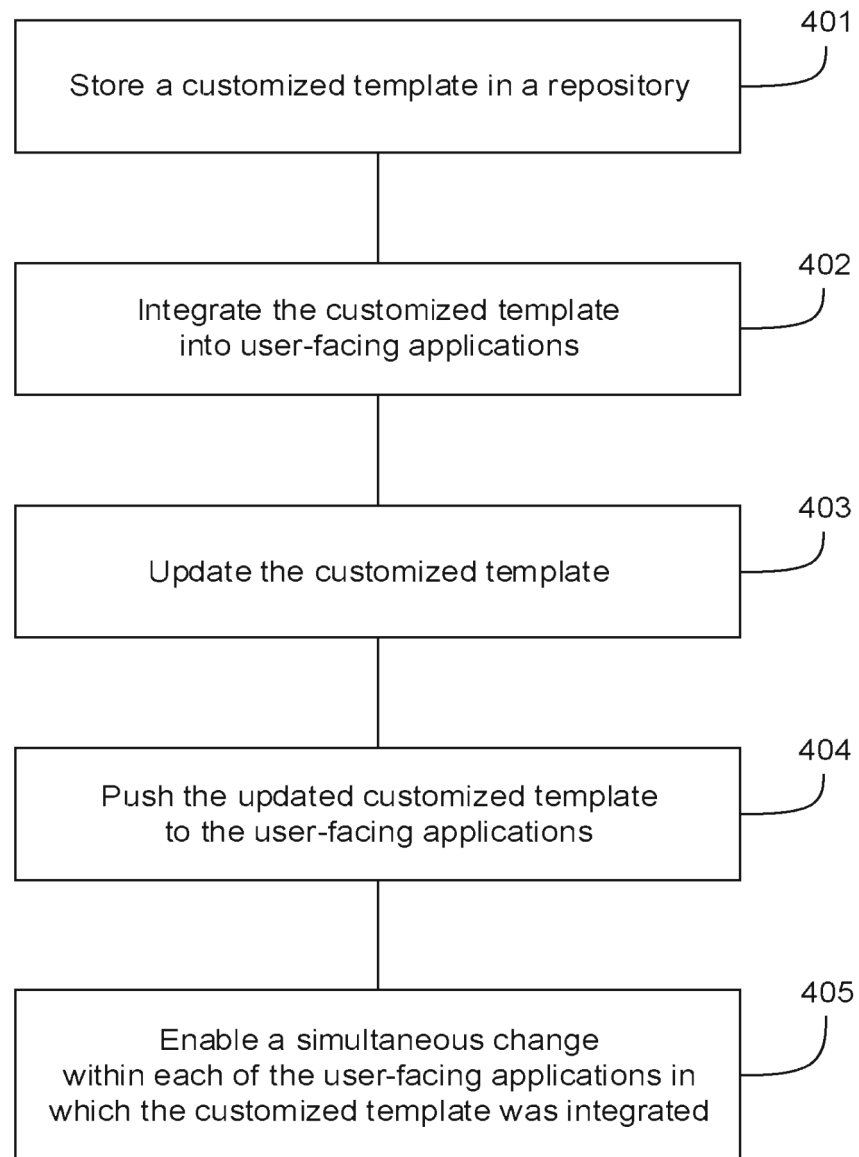 401
Store a customized template in a repository
402
Integrate the customized template
into user-facing applications
403
Update the customized template
404
Push the updated customized template
to the user-facing applications
405
Enable a simultaneous change
within each of the user-facing applications in
which the customized template was integrated